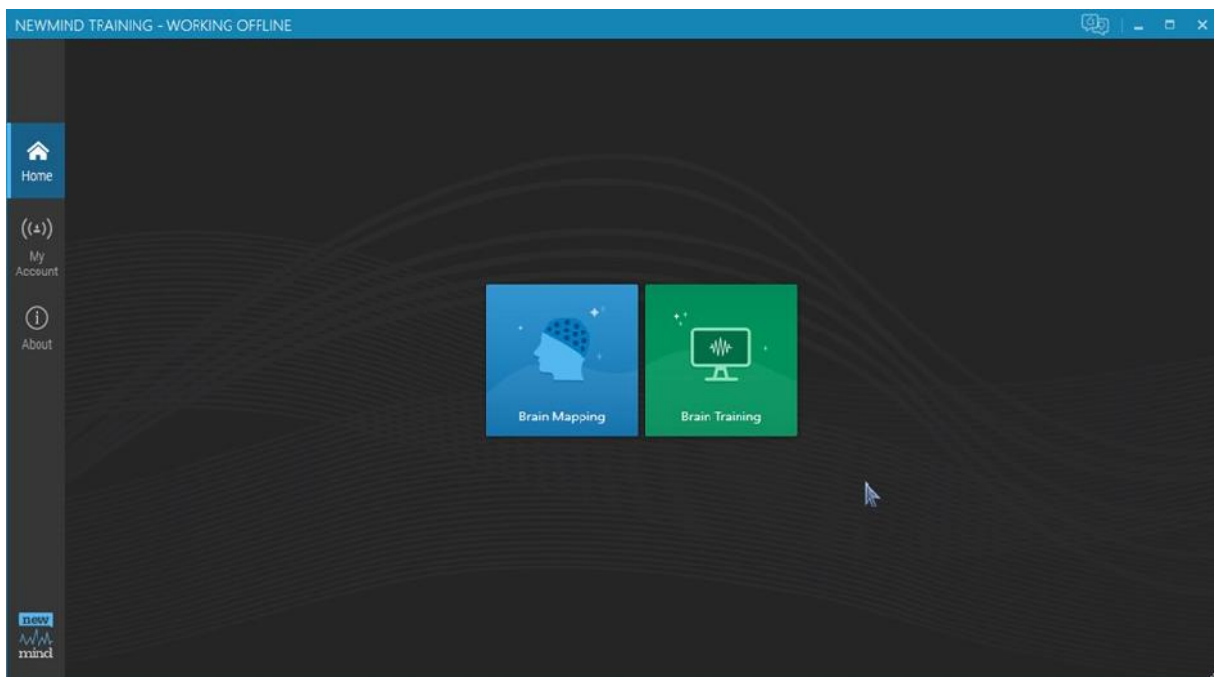 NEWMIND TRAINING - WORKING OFFLINE
Home
My
Account
About
Brain Mapping
Brain Training
new
mind